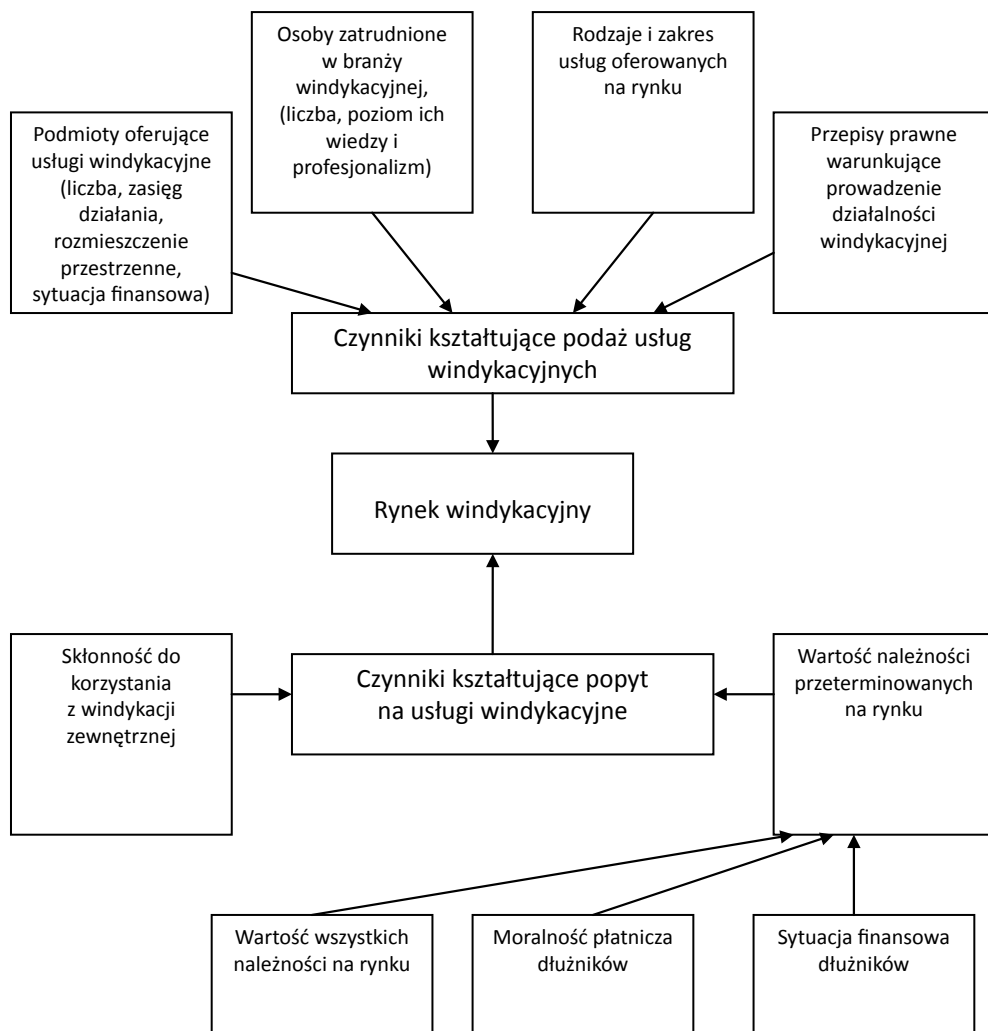 Osoby zatrudnione
w branży
windykacyjnej,
(liczba, poziom ich
wiedzy i
profesjonalizm)
Rodzaje i zakres
usług oferowanych
na rynku
Podmioty oferujące
usługi windykacyjne
(liczba, zasięg
działania,
rozmieszczenie
przestrzenne,
sytuacja finansowa)
Przepisy prawne
warunkujące
prowadzenie
działalności
windykacyjnej
Czynniki kształtujące podaż usług
windykacyjnych
Rynek windykacyjny
Skłonność do
korzystania
z windykacji
zewnętrznej
Czynniki kształtujące popyt
na usługi windykacyjne
Wartość należności
przeterminowanych
na rynku
Wartość wszystkich
należności na rynku
Moralność płatnicza
dłużników
Sytuacja finansowa
dłużników